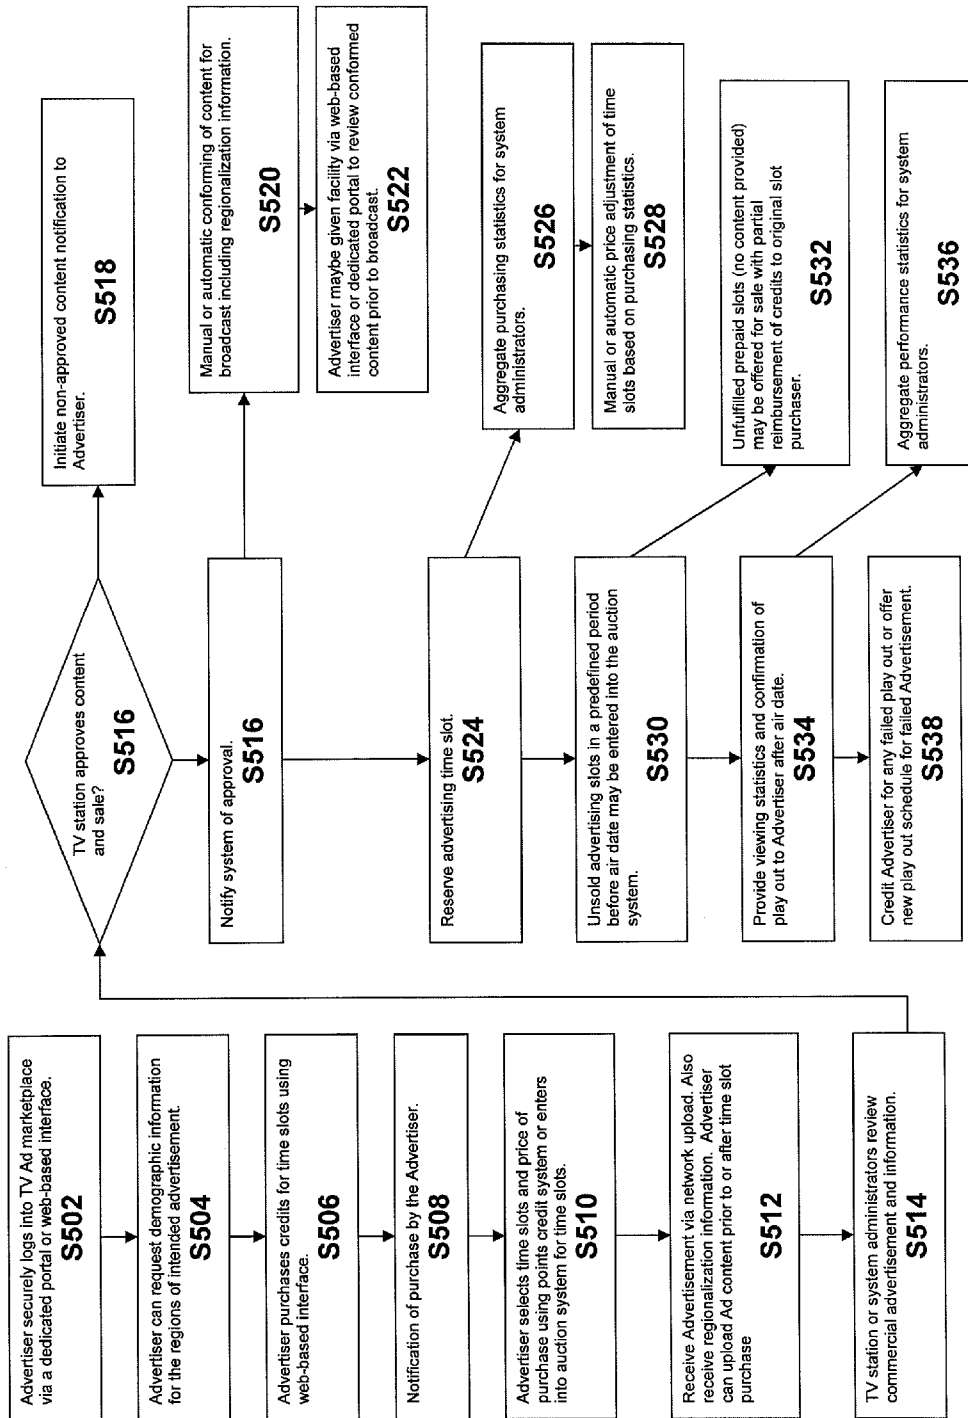 Advertiser securely logs into TV Ad marketplace
via a dedicated portal or web-based interface.
S502
Advertiser can request demographic information
for the regions of intended advertisement.
S504
Advertiser purchases credits for time slots using
web-based interface.
S506
Notification of purchase by the Advertiser.
S508
Advertiser selects time slots and price of
purchase using points credit system or enters
into auction system for time slots.
S510
Receive Advertisement via network upload. Also
receive regionalization information. Advertiser
can upload Ad content prior to or after time slot
purchase
S512
TV station or system administrators review
commercial advertisement and information.
S514
TV station approves content
and sale?
S516
Initiate non-approved content notification to
Advertiser.
S518
Notify system of approval.
S516
Manual or automatic conforming of content for
broadcast including regionalization information.
S520
Advertiser maybe given facility via web-based
interface or dedicated portal to review conformed
content prior to broadcast.
S522
Reserve advertising time slot.
S524
Aggregate purchasing statistics for system
administrators.
S526
Manual or automatic price adjustment of time
slots based on purchasing statistics.
S528
Unsold advertising slots in a predefined period
before air date may be entered into the auction
system.
S530
Unfulfilled prepaid slots (no content provided)
may be offered for sale with partial
reimbursement of credits to original slot
purchaser.
S532
Provide viewing statistics and confirmation of
play out to Advertiser after air date.
S534
Aggregate performance statistics for system
administrators.
S536
Credit Advertiser for any failed play out or offer
new play out schedule for failed Advertisement.
S538